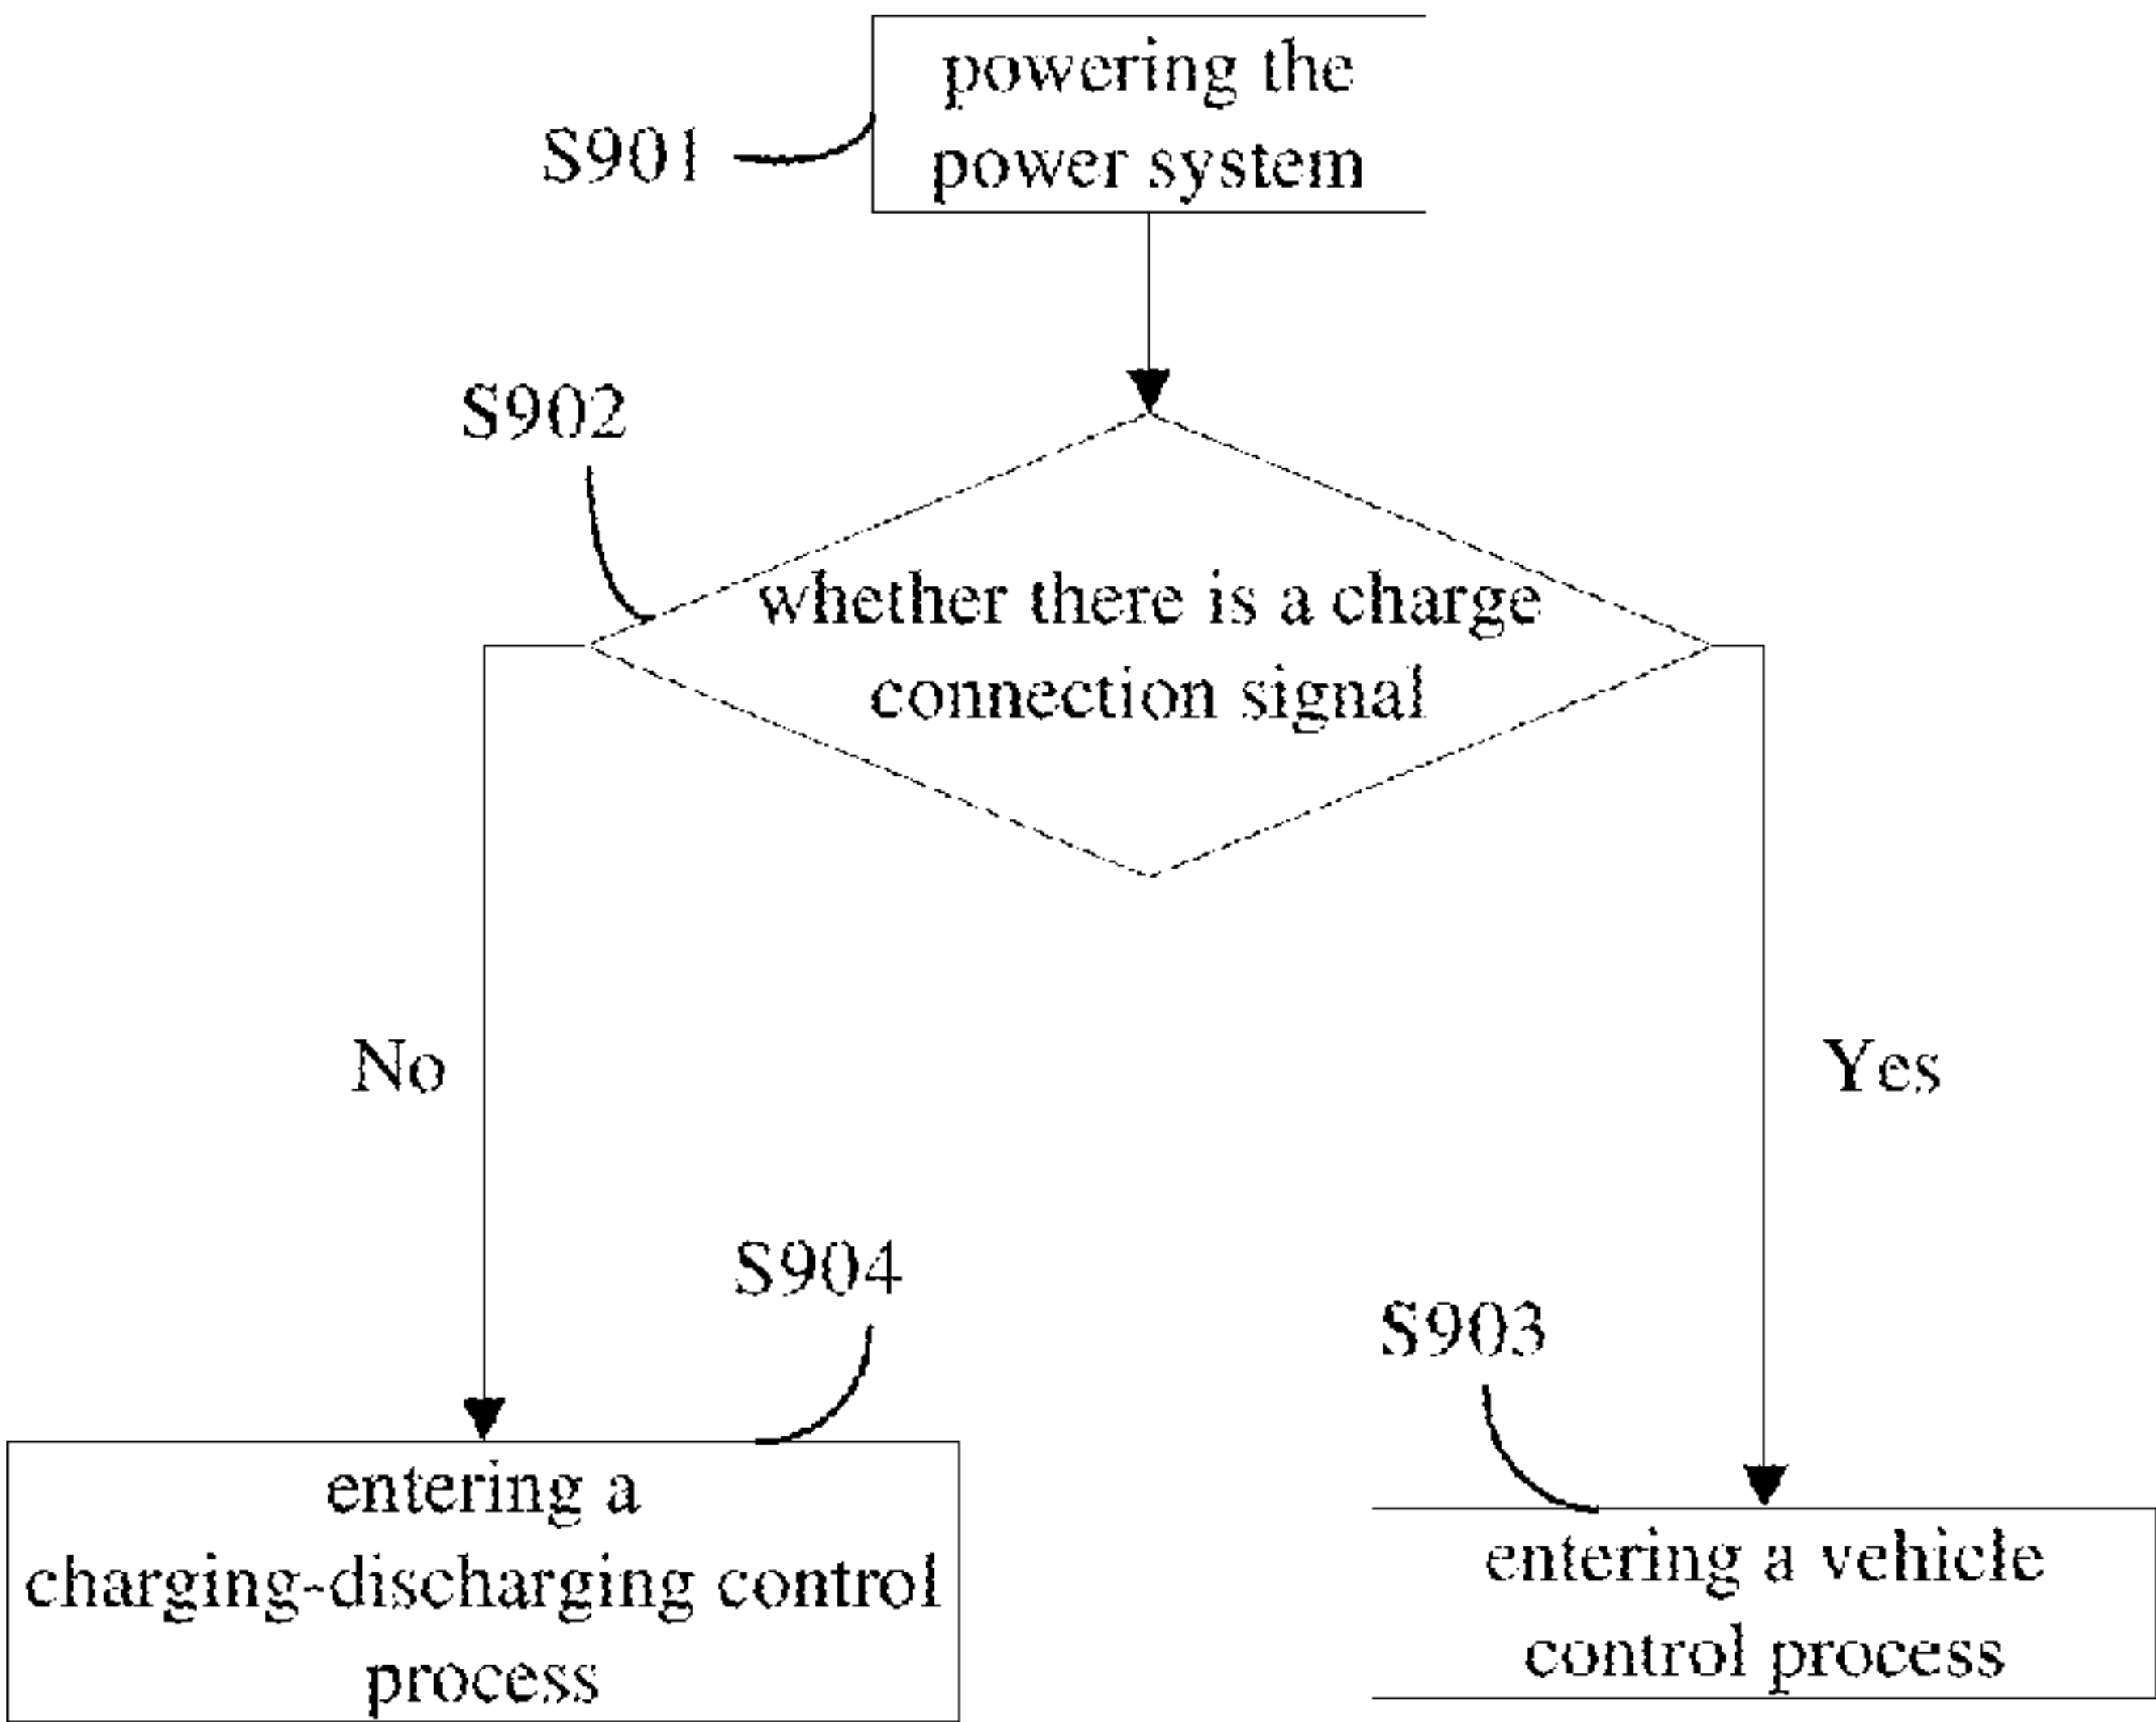 powering the
power system
S901
S902
whether there is a charge
connection signal
No
Yes
S904
S903
entering a
charging-discharging control
process
entering a vehicle
control process